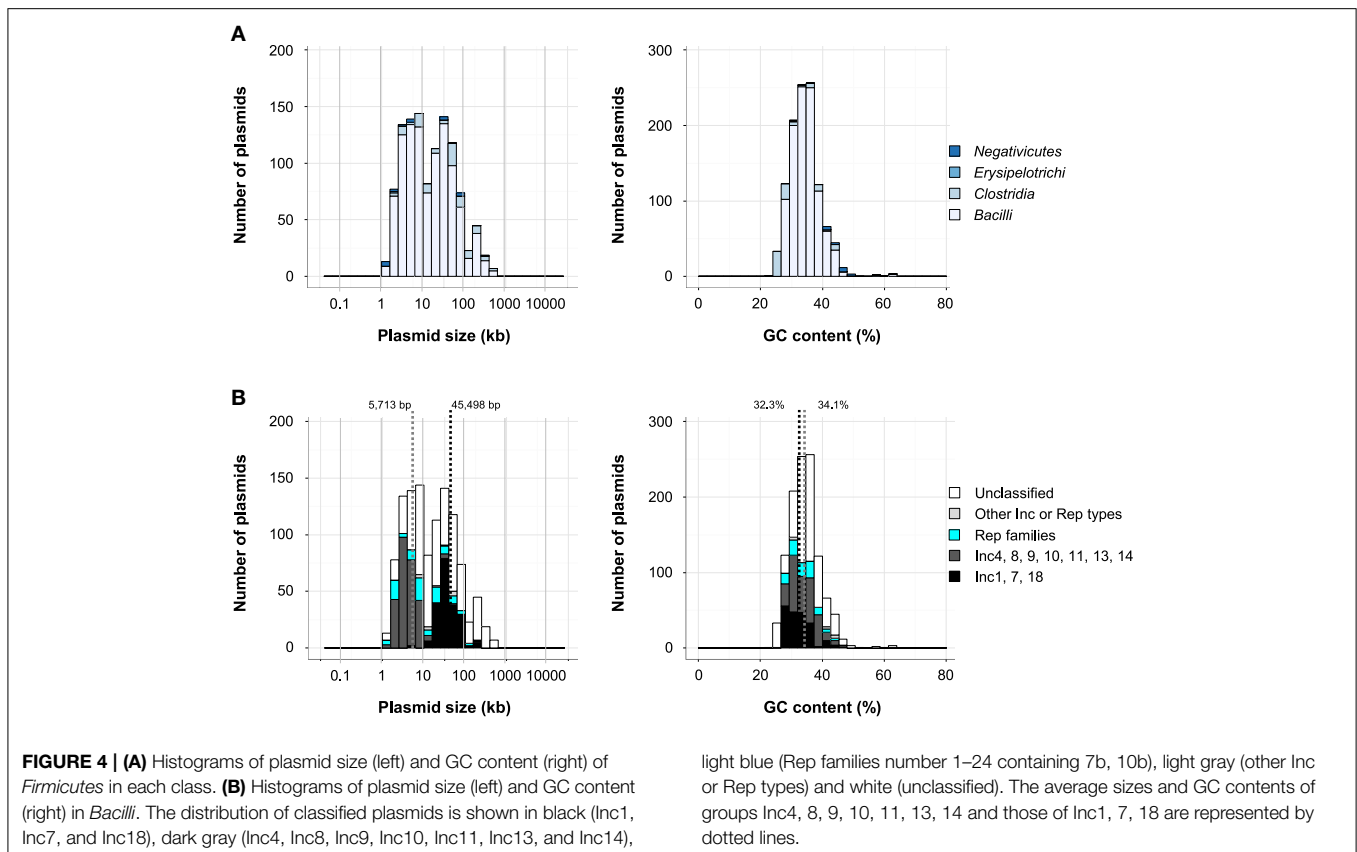 A
200
150
100
50
0
Number of plasmids
0.1 1 10 100 1000 10000
Plasmid size (kb)
300
200
100
0
Number of plasmids
0 20 40 60 80
GC content (%)
Negativicutes
Erysipelotrichi
Clostridia
Bacilli
B
5,713 bp 45,498 bp
200
150
100
50
0
Number of plasmids
0.1 1 10 100 1000 10000
Plasmid size (kb)
32.3% 34.1%
300
200
100
0
Number of plasmids
0 20 40 60 80
GC content (%)
Unclassified
Other Inc or Rep types
Rep families
Inc4, 8, 9, 10, 11, 13, 14
Inc1, 7, 18
FIGURE 4 | (A) Histograms of plasmid size (left) and GC content (right) of
Firmicutes in each class. (B) Histograms of plasmid size (left) and GC content
(right) in Bacilli. The distribution of classified plasmids is shown in black (Inc1,
Inc7, and Inc18), dark gray (Inc4, Inc8, Inc9, Inc10, Inc11, Inc13, and Inc14),
light blue (Rep families number 1–24 containing 7b, 10b), light gray (other Inc
or Rep types) and white (unclassified). The average sizes and GC contents of
groups Inc4, 8, 9, 10, 11, 13, 14 and those of Inc1, 7, 18 are represented by
dotted lines.